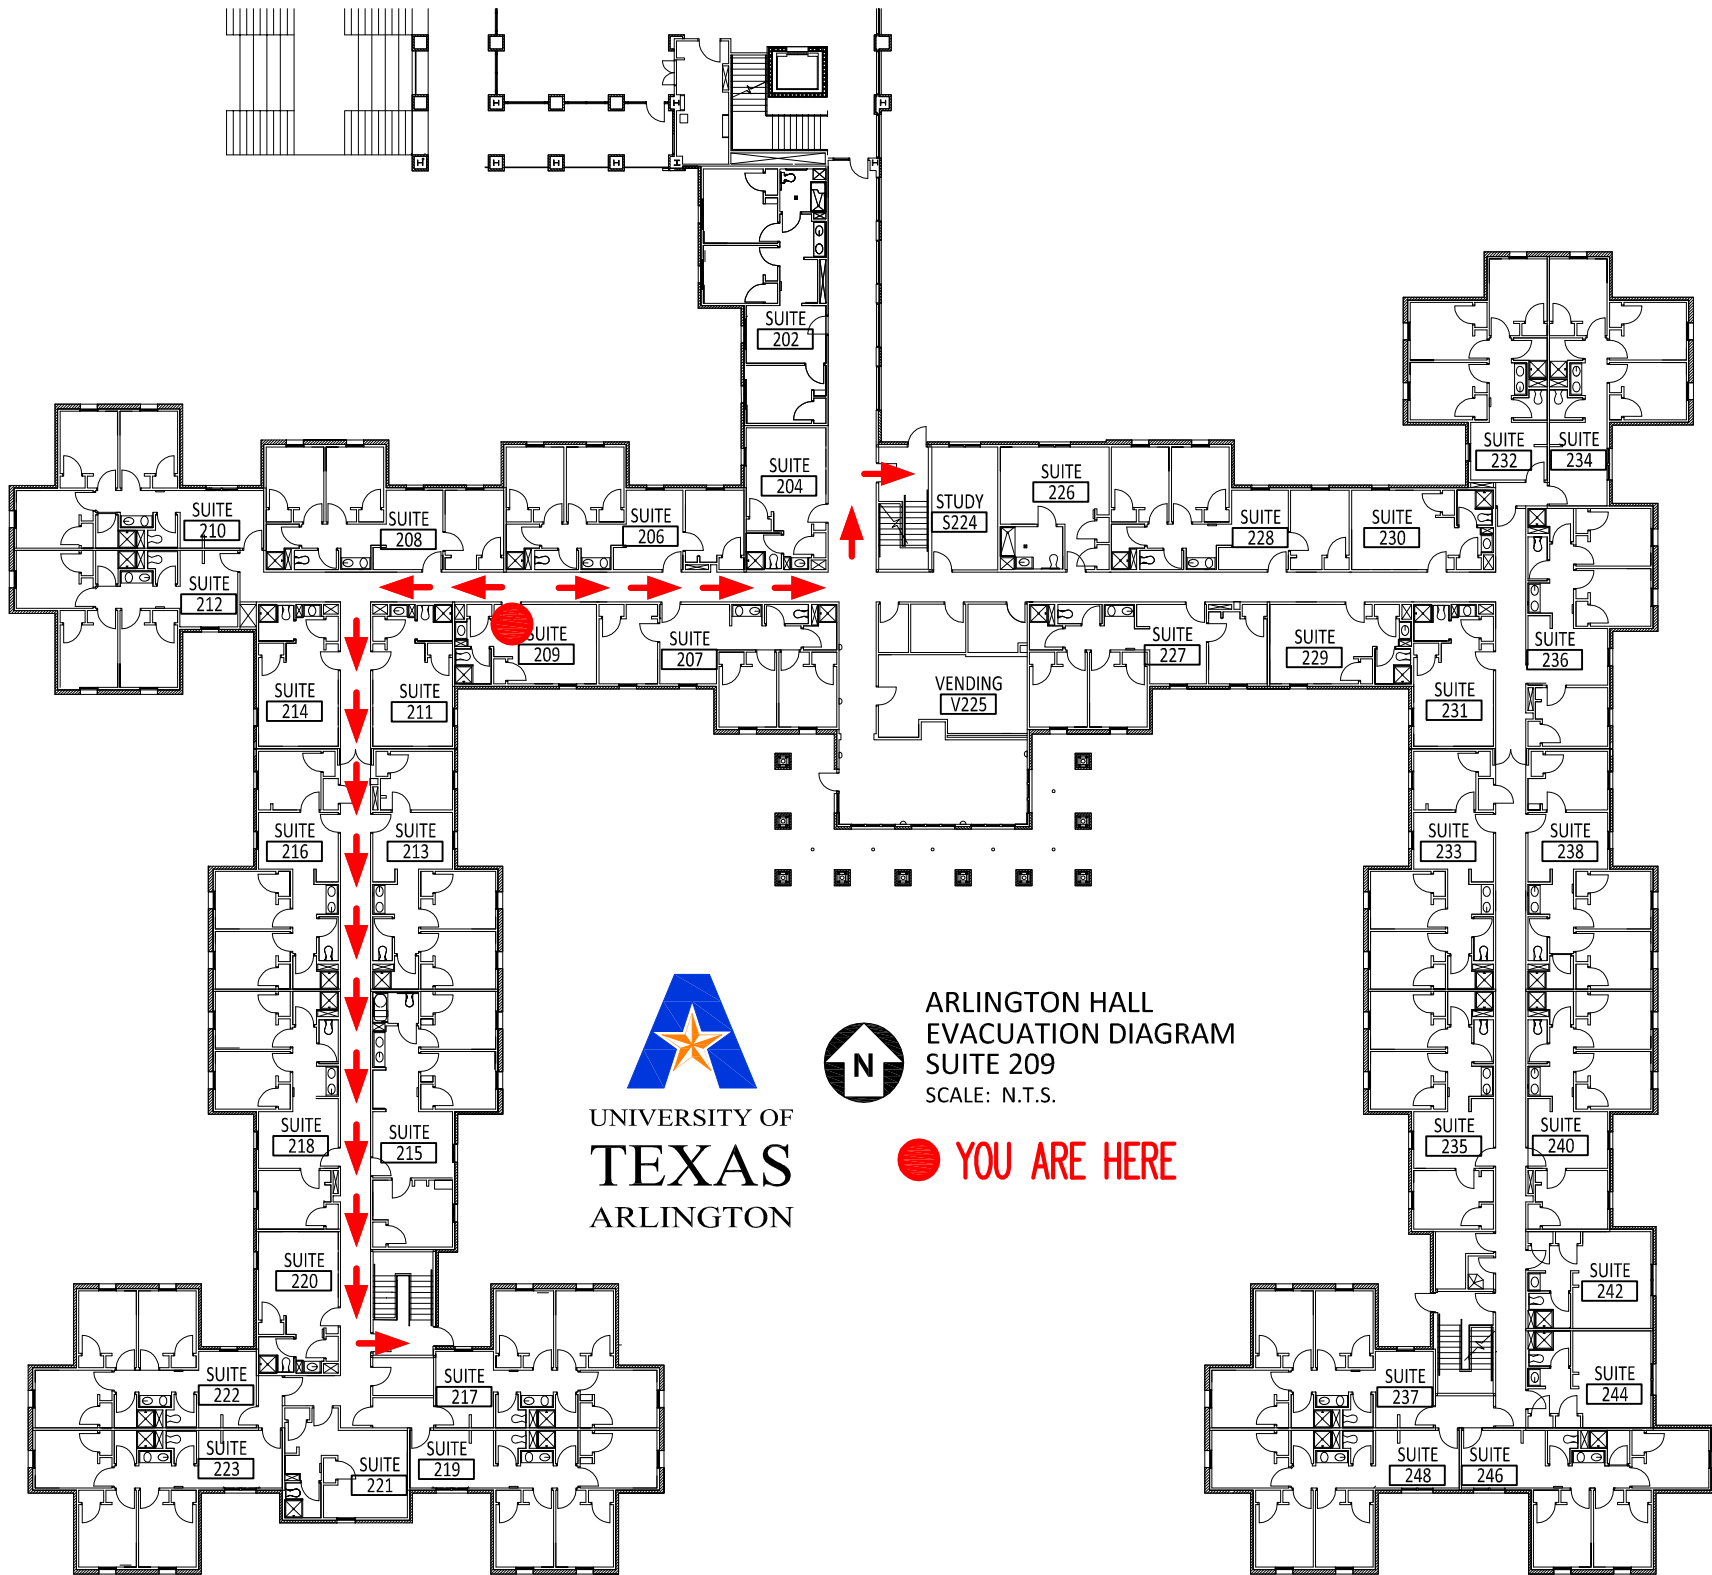 SUITE
202
SUITE
204
SUITE
232
SUITE
234
SUITE
210
SUITE
208
SUITE
206
STUDY
S224
SUITE
226
SUITE
228
SUITE
230
SUITE
212
SUITE
209
SUITE
207
SUITE
227
SUITE
229
SUITE
236
SUITE
214
SUITE
211
VENDING
V225
SUITE
231
SUITE
216
SUITE
213
SUITE
233
SUITE
238
SUITE
218
SUITE
215
SUITE
235
SUITE
240
SUITE
220
SUITE
242
SUITE
222
SUITE
217
SUITE
237
SUITE
244
SUITE
223
SUITE
221
SUITE
219
SUITE
248
SUITE
246
UNIVERSITY OF
TEXAS
ARLINGTON
N
ARLINGTON HALL
EVACUATION DIAGRAM
SUITE 209
SCALE: N.T.S.
YOU ARE HERE